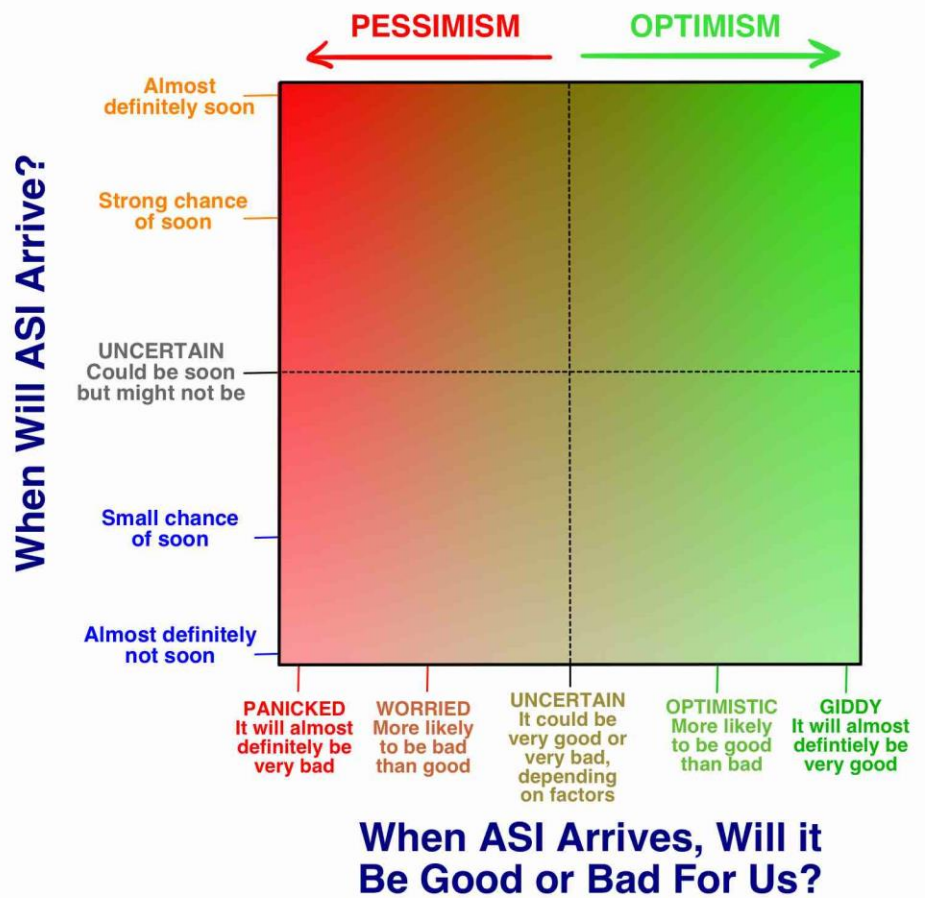 PESSIMISM
OPTIMISM
When Will ASI Arrive?
Almost
definitely soon
Strong chance
of soon
UNCERTAIN
Could be soon
but might not be
Small chance
of soon
Almost definitely
not soon
PANICKED
It will almost
definitely be
very bad
WORRIED
More likely
to be bad
than good
UNCERTAIN
It could be
very good or
very bad,
depending
on factors
OPTIMISTIC
More likely
to be good
than bad
GIDDY
It will almost
defintiely be
very good
When ASI Arrives, Will it
Be Good or Bad For Us?